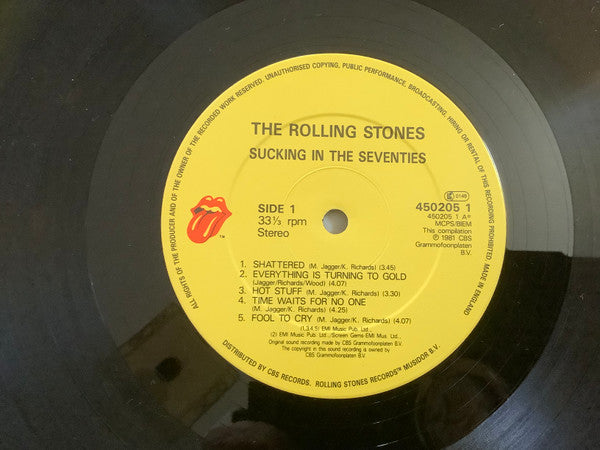 ALL RIGHTS OF THE PRODUCER AND OF THE OWNER OF THE RECORDED WORK RESERVED. UNAUTHORISED COPYING, PUBLIC PERFORMANCE, BROADCASTING, HIRING OR RENTAL OF THIS RECORDING PROHIBITED. MADE IN ENGLAND
THE ROLLING STONES
SUCKING IN THE SEVENTIES
SIDE 1
33⅓ rpm
Stereo
TM
450205 1
450205 1 A°
MCPS/BIEM
This compilation
℗ 1981 CBS
Grammofoonplaten
B.V.
1. SHATTERED (M. Jagger/K. Richards) (3.45)
2. EVERYTHING IS TURNING TO GOLD
(Jagger/Richards/Wood) (4.07)
3. HOT STUFF (M. Jagger/K. Richards) (3.30)
4. TIME WAITS FOR NO ONE
(M. Jagger/K. Richards) (4.25)
5. FOOL TO CRY (M. Jagger/K. Richards) (4.07)
(1,3,4,5) EMI Music Pub. Ltd.,
(2) EMI Music Pub. Ltd../Screen Gems-EMI Mus. Ltd.,
Original sound recording made by CBS Grammofoonplaten B.V.
The copyright in this sound recording is owned by
CBS Grammofoonplaten B.V.
DISTRIBUTED BY CBS RECORDS. ROLLING STONES RECORDS™ MUSIDOR B.V.